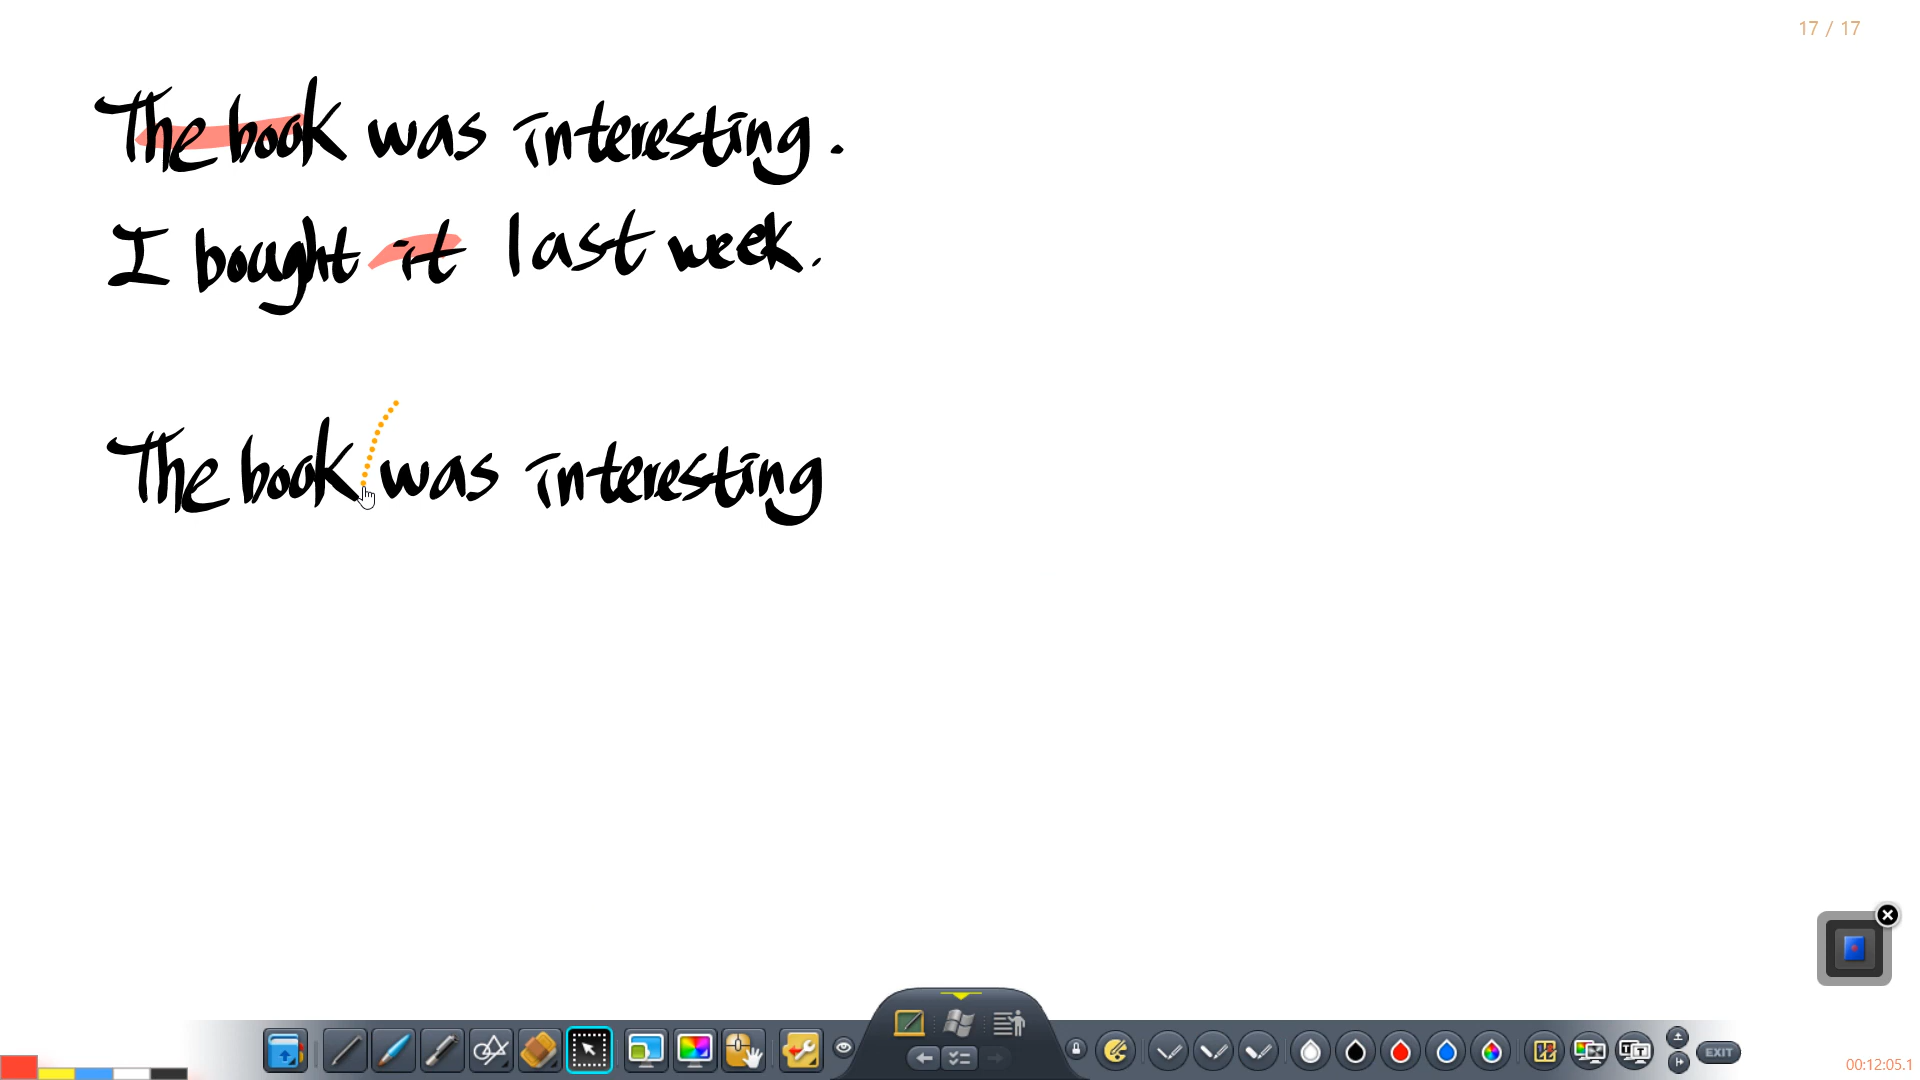 17 / 17
The book was interesting.
I bought it last week.
The book was interesting
EXIT
00:12:05.1